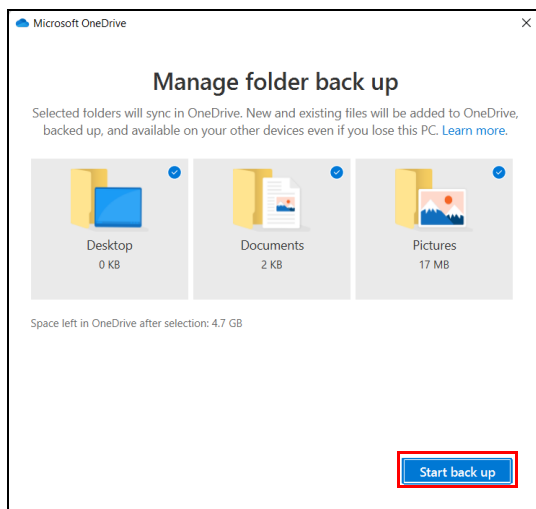 Microsoft OneDrive
Manage folder back up
Selected folders will sync in OneDrive. New and existing files will be added to OneDrive,
backed up, and available on your other devices even if you lose this PC. Learn more.
Desktop
0 KB
Documents
2 KB
Pictures
17 MB
Space left in OneDrive after selection: 4.7 GB
Start back up